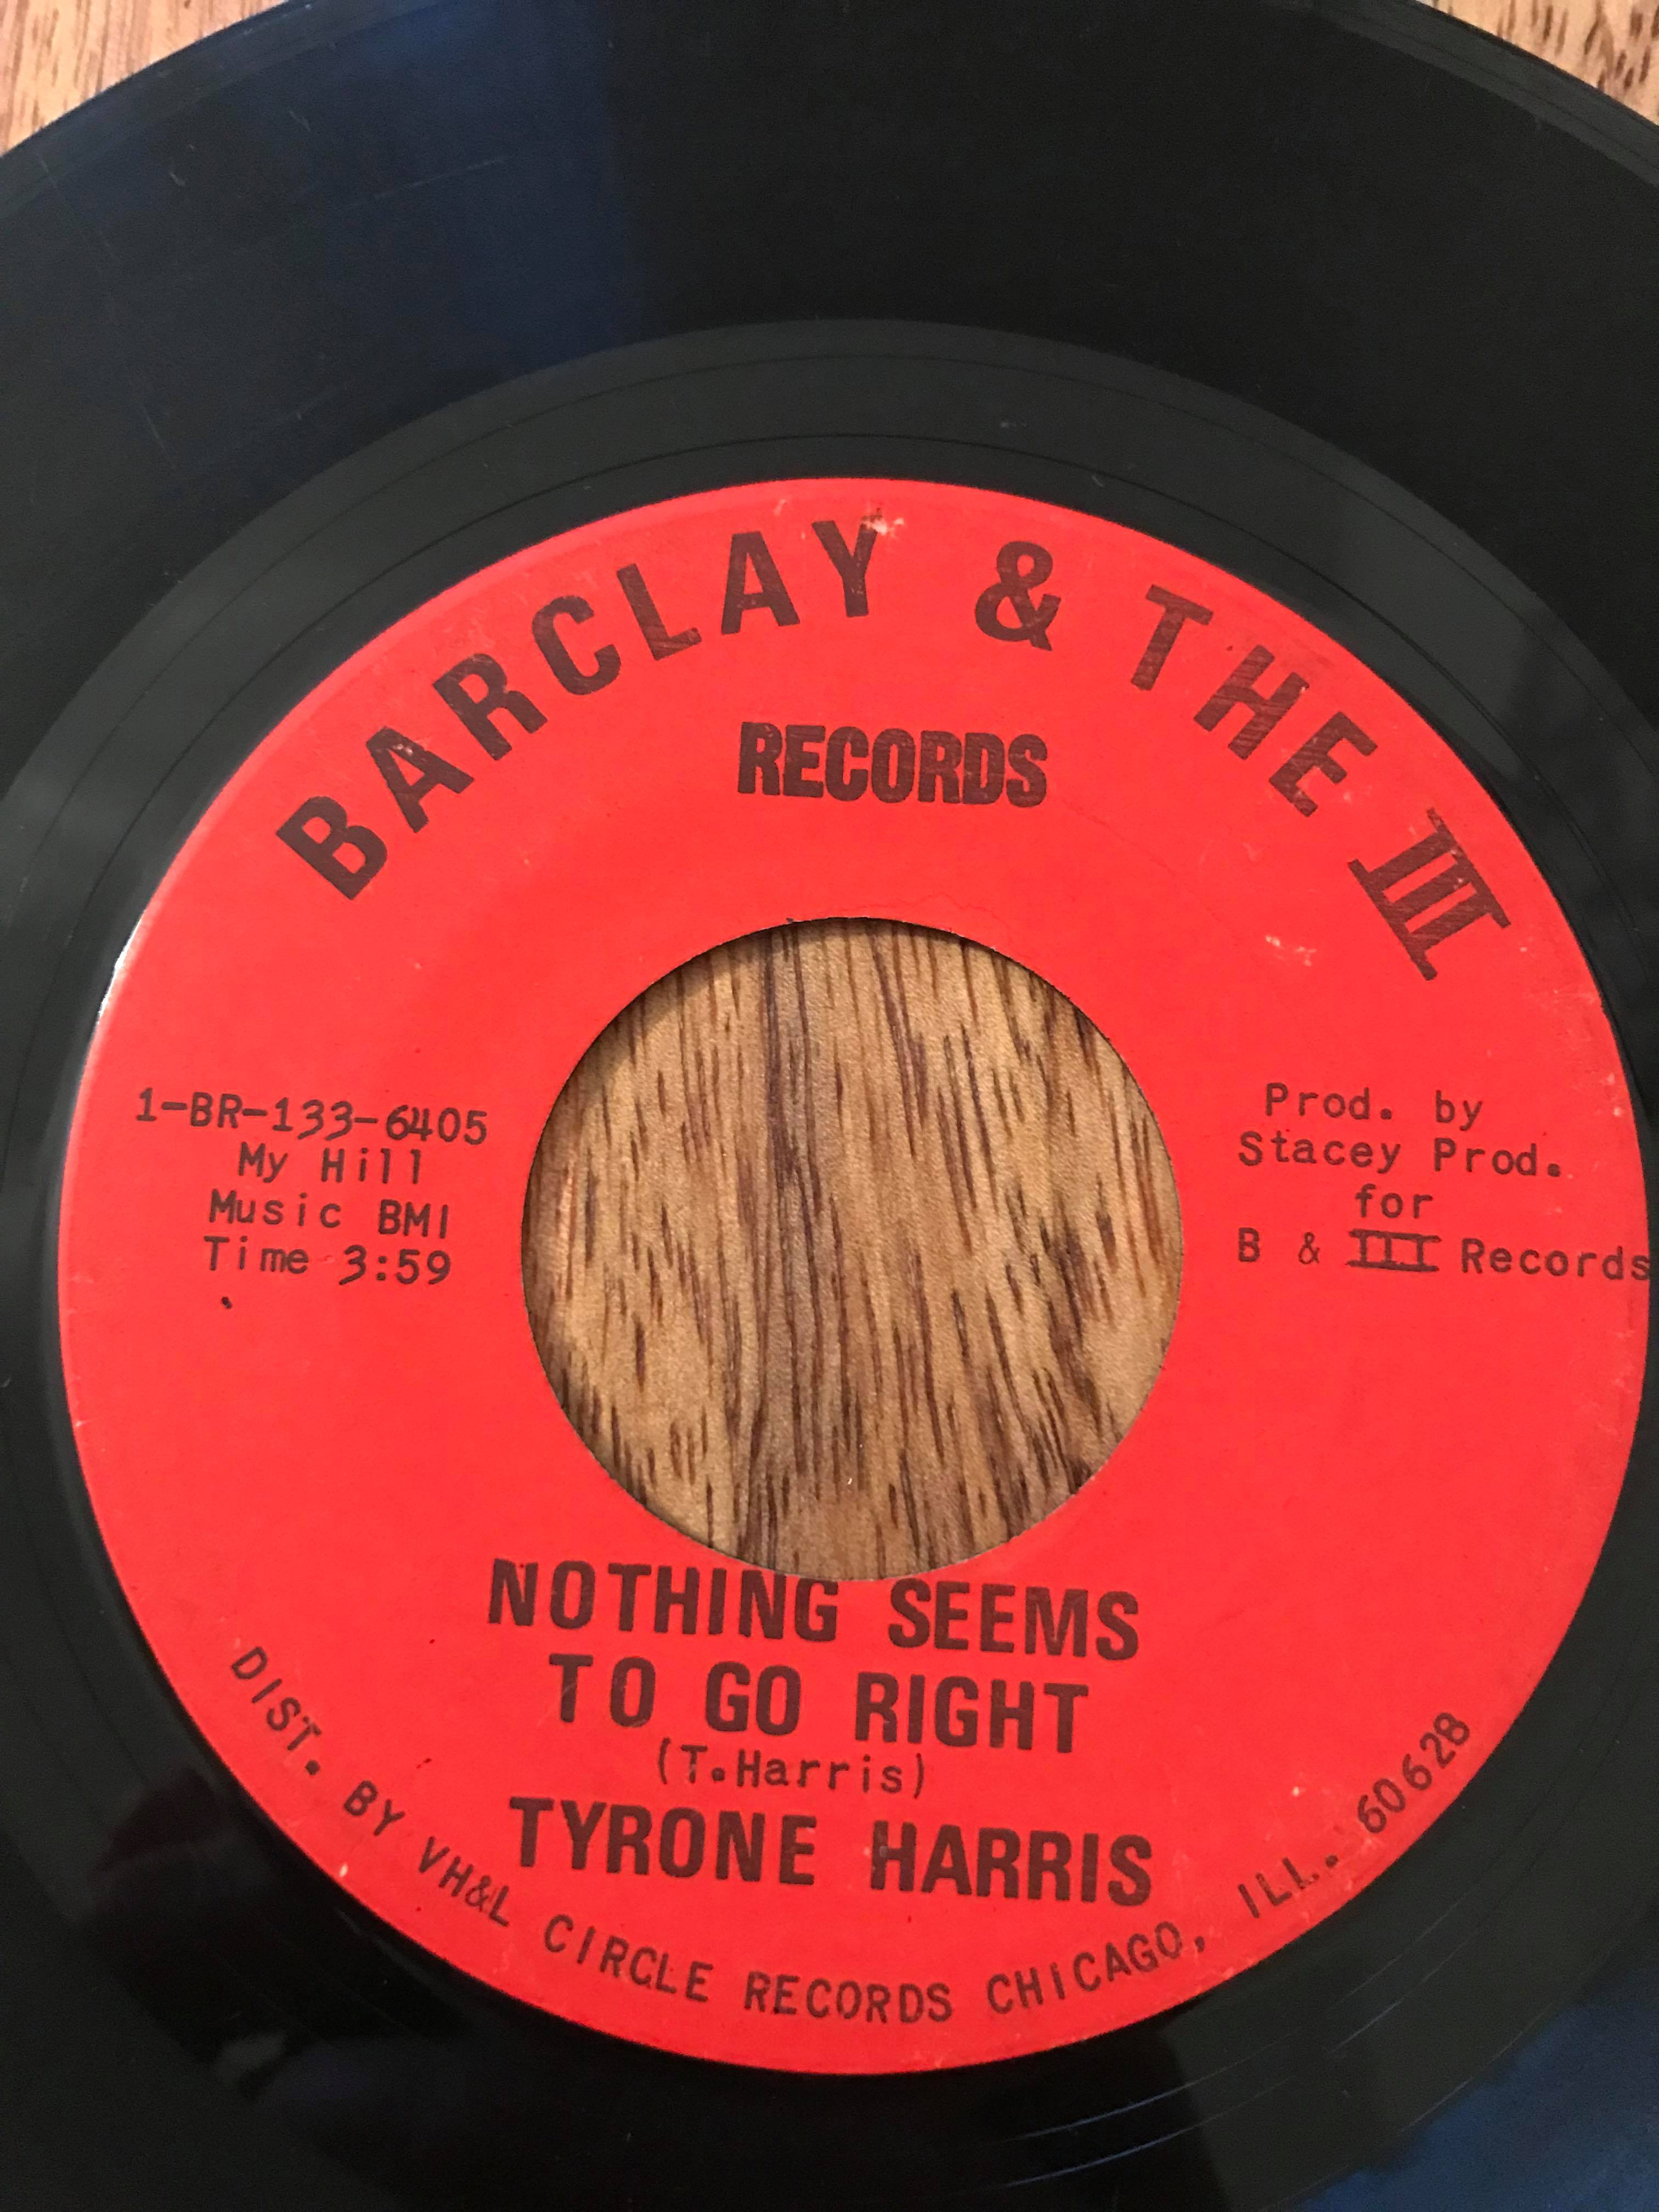 BARCLAY & THE III
RECORDS
1-BR-133-6405
My Hill
Music BMI
Time 3:59
Prod. by
Stacey Prod.
for
B & III Records
NOTHING SEEMS
TO GO RIGHT
(T.Harris)
TYRONE HARRIS
DIST. BY VH&L CIRCLE RECORDS CHICAGO, ILL. 60628